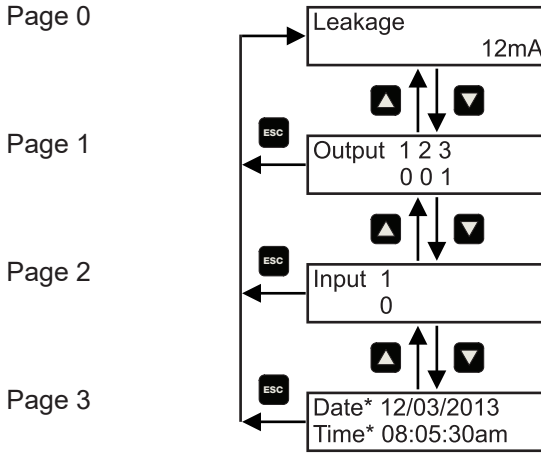 Page 0
Leakage
12mA
ESC
Page 1
Output 1 2 3
0 0 1
ESC
Page 2
Input 1
0
ESC
Page 3
Date* 12/03/2013
Time* 08:05:30am